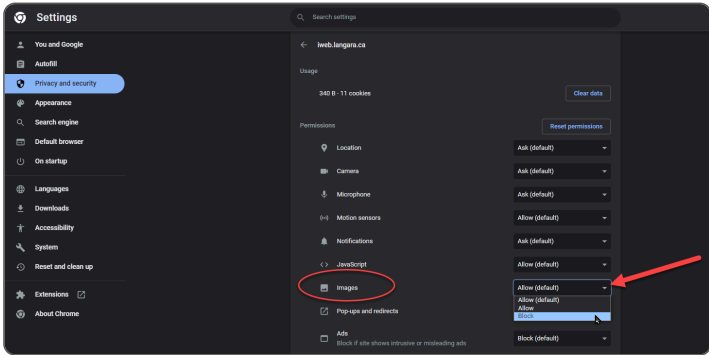 Settings
Search settings
You and Google
Autofill
Privacy and security
Appearance
Search engine
Default browser
On startup
Languages
Downloads
Accessibility
System
Reset and clean up
Extensions
About Chrome
iweb.langara.ca
Usage
340 B · 11 cookies
Clear data
Permissions
Reset permissions
Location
Ask (default)
Camera
Ask (default)
Microphone
Ask (default)
Motion sensors
Allow (default)
Notifications
Ask (default)
JavaScript
Allow (default)
Images
Allow (default)
Allow (default)
Allow
Block
Pop-ups and redirects
Ads
Block if site shows intrusive or misleading ads
Block (default)